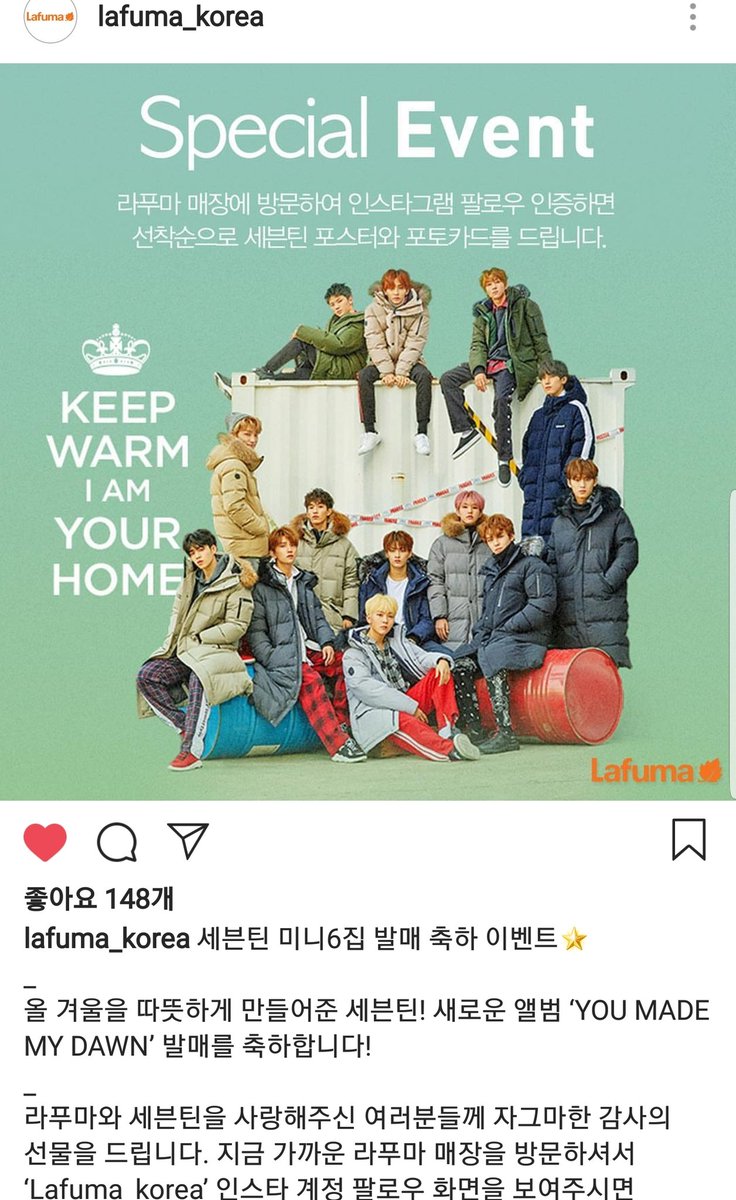 Lafuma
lafuma_korea
Special Event
라푸마 매장에 방문하여 인스타그램 팔로우 인증하면
선착순으로 세븐틴 포스터와 포토카드를 드립니다.
KEEP
WARM
I AM
YOUR
HOME
Lafuma
좋아요 148개
lafuma_korea 세븐틴 미니6집 발매 축하 이벤트⭐
_
올 겨울을 따뜻하게 만들어준 세븐틴! 새로운 앨범 ‘YOU MADE
MY DAWN’ 발매를 축하합니다!
_
라푸마와 세븐틴을 사랑해주신 여러분들께 자그마한 감사의
선물을 드립니다. 지금 가까운 라푸마 매장을 방문하셔서
‘Lafuma_korea’ 인스타 계정 팔로우 화면을 보여주시면